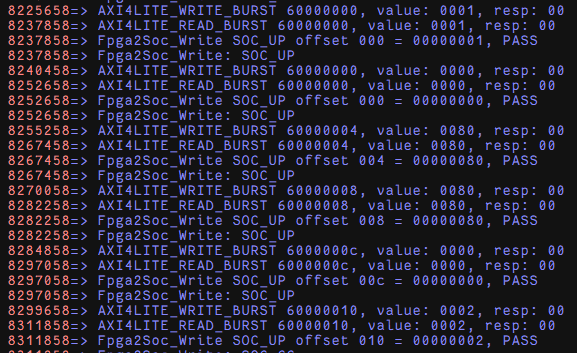 8225658=> AXI4LITE_WRITE_BURST 60000000, value: 0001, resp: 00
8237858=> AXI4LITE_READ_BURST 60000000, value: 0001, resp: 00
8237858=> Fpga2Soc_Write SOC_UP offset 000 = 00000001, PASS
8237858=> Fpga2Soc_Write: SOC_UP
8240458=> AXI4LITE_WRITE_BURST 60000000, value: 0000, resp: 00
8252658=> AXI4LITE_READ_BURST 60000000, value: 0000, resp: 00
8252658=> Fpga2Soc_Write SOC_UP offset 000 = 00000000, PASS
8252658=> Fpga2Soc_Write: SOC_UP
8255258=> AXI4LITE_WRITE_BURST 60000004, value: 0080, resp: 00
8267458=> AXI4LITE_READ_BURST 60000004, value: 0080, resp: 00
8267458=> Fpga2Soc_Write SOC_UP offset 004 = 00000080, PASS
8267458=> Fpga2Soc_Write: SOC_UP
8270058=> AXI4LITE_WRITE_BURST 60000008, value: 0080, resp: 00
8282258=> AXI4LITE_READ_BURST 60000008, value: 0080, resp: 00
8282258=> Fpga2Soc_Write SOC_UP offset 008 = 00000080, PASS
8282258=> Fpga2Soc_Write: SOC_UP
8284858=> AXI4LITE_WRITE_BURST 6000000c, value: 0000, resp: 00
8297058=> AXI4LITE_READ_BURST 6000000c, value: 0000, resp: 00
8297058=> Fpga2Soc_Write SOC_UP offset 00c = 00000000, PASS
8297058=> Fpga2Soc_Write: SOC_UP
8299658=> AXI4LITE_WRITE_BURST 60000010, value: 0002, resp: 00
8311858=> AXI4LITE_READ_BURST 60000010, value: 0002, resp: 00
8311858=> Fpga2Soc_Write SOC_UP offset 010 = 00000002, PASS